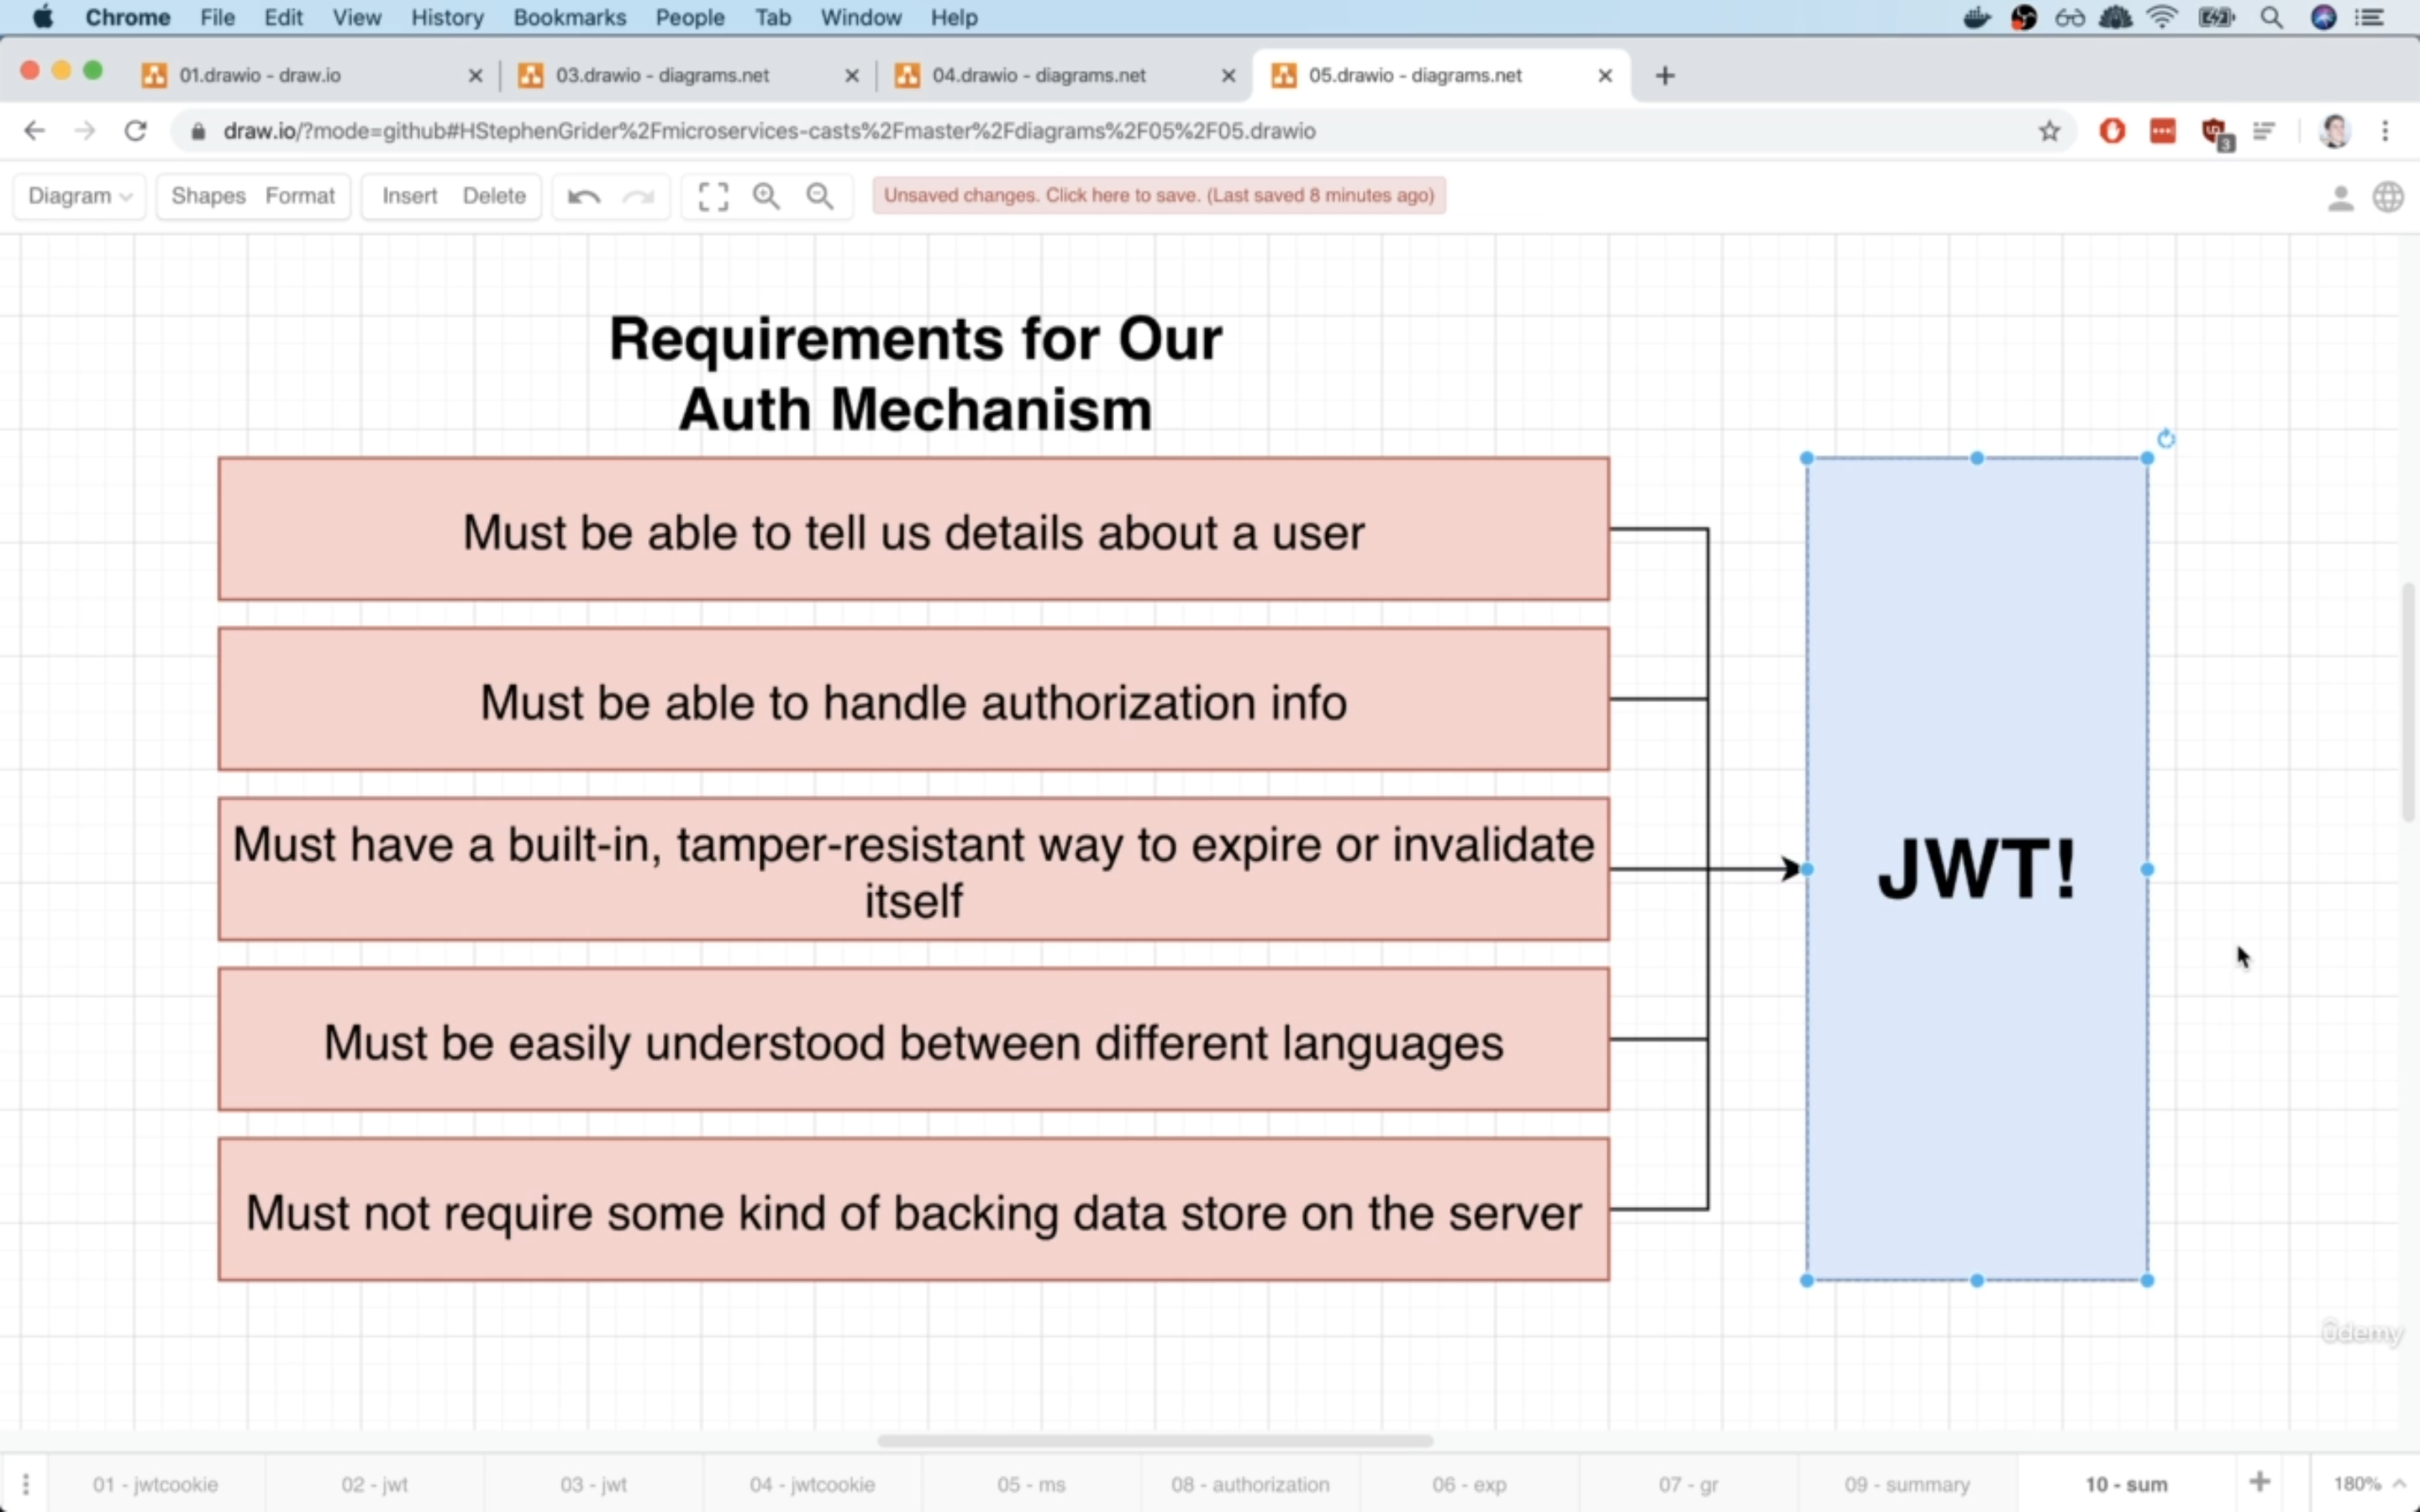 Chrome File Edit View History Bookmarks People Tab Window Help
01.drawio - draw.io
03.drawio - diagrams.net
04.drawio - diagrams.net
05.drawio - diagrams.net
draw.io/?mode=github#HStephenGrider%2Fmicroservices-casts%2Fmaster%2Fdiagrams%2F05%2F05.drawio
3
Diagram Shapes Format Insert Delete
Unsaved changes. Click here to save. (Last saved 8 minutes ago)
Requirements for Our
Auth Mechanism
Must be able to tell us details about a user
Must be able to handle authorization info
Must have a built-in, tamper-resistant way to expire or invalidate
itself
Must be easily understood between different languages
Must not require some kind of backing data store on the server
JWT!
ûdemy
01 - jwtcookie
02 - jwt
03 - jwt
04 - jwtcookie
05 - ms
08 - authorization
06 - exp
07 - gr
09 - summary
10 - sum
180%